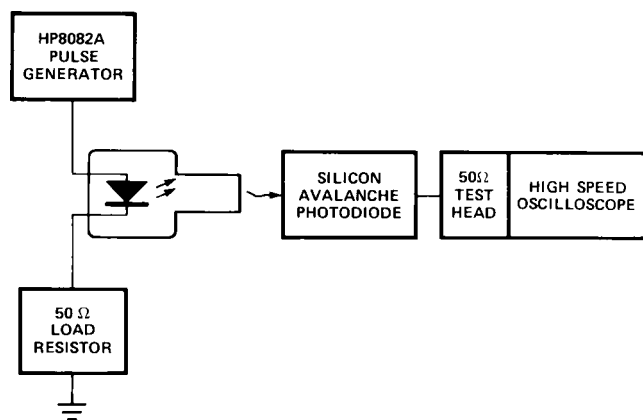 HP8082A
PULSE
GENERATOR
SILICON
AVALANCHE
PHOTODIODE
50Ω
TEST
HEAD
HIGH SPEED
OSCILLOSCOPE
50 Ω
LOAD
RESISTOR